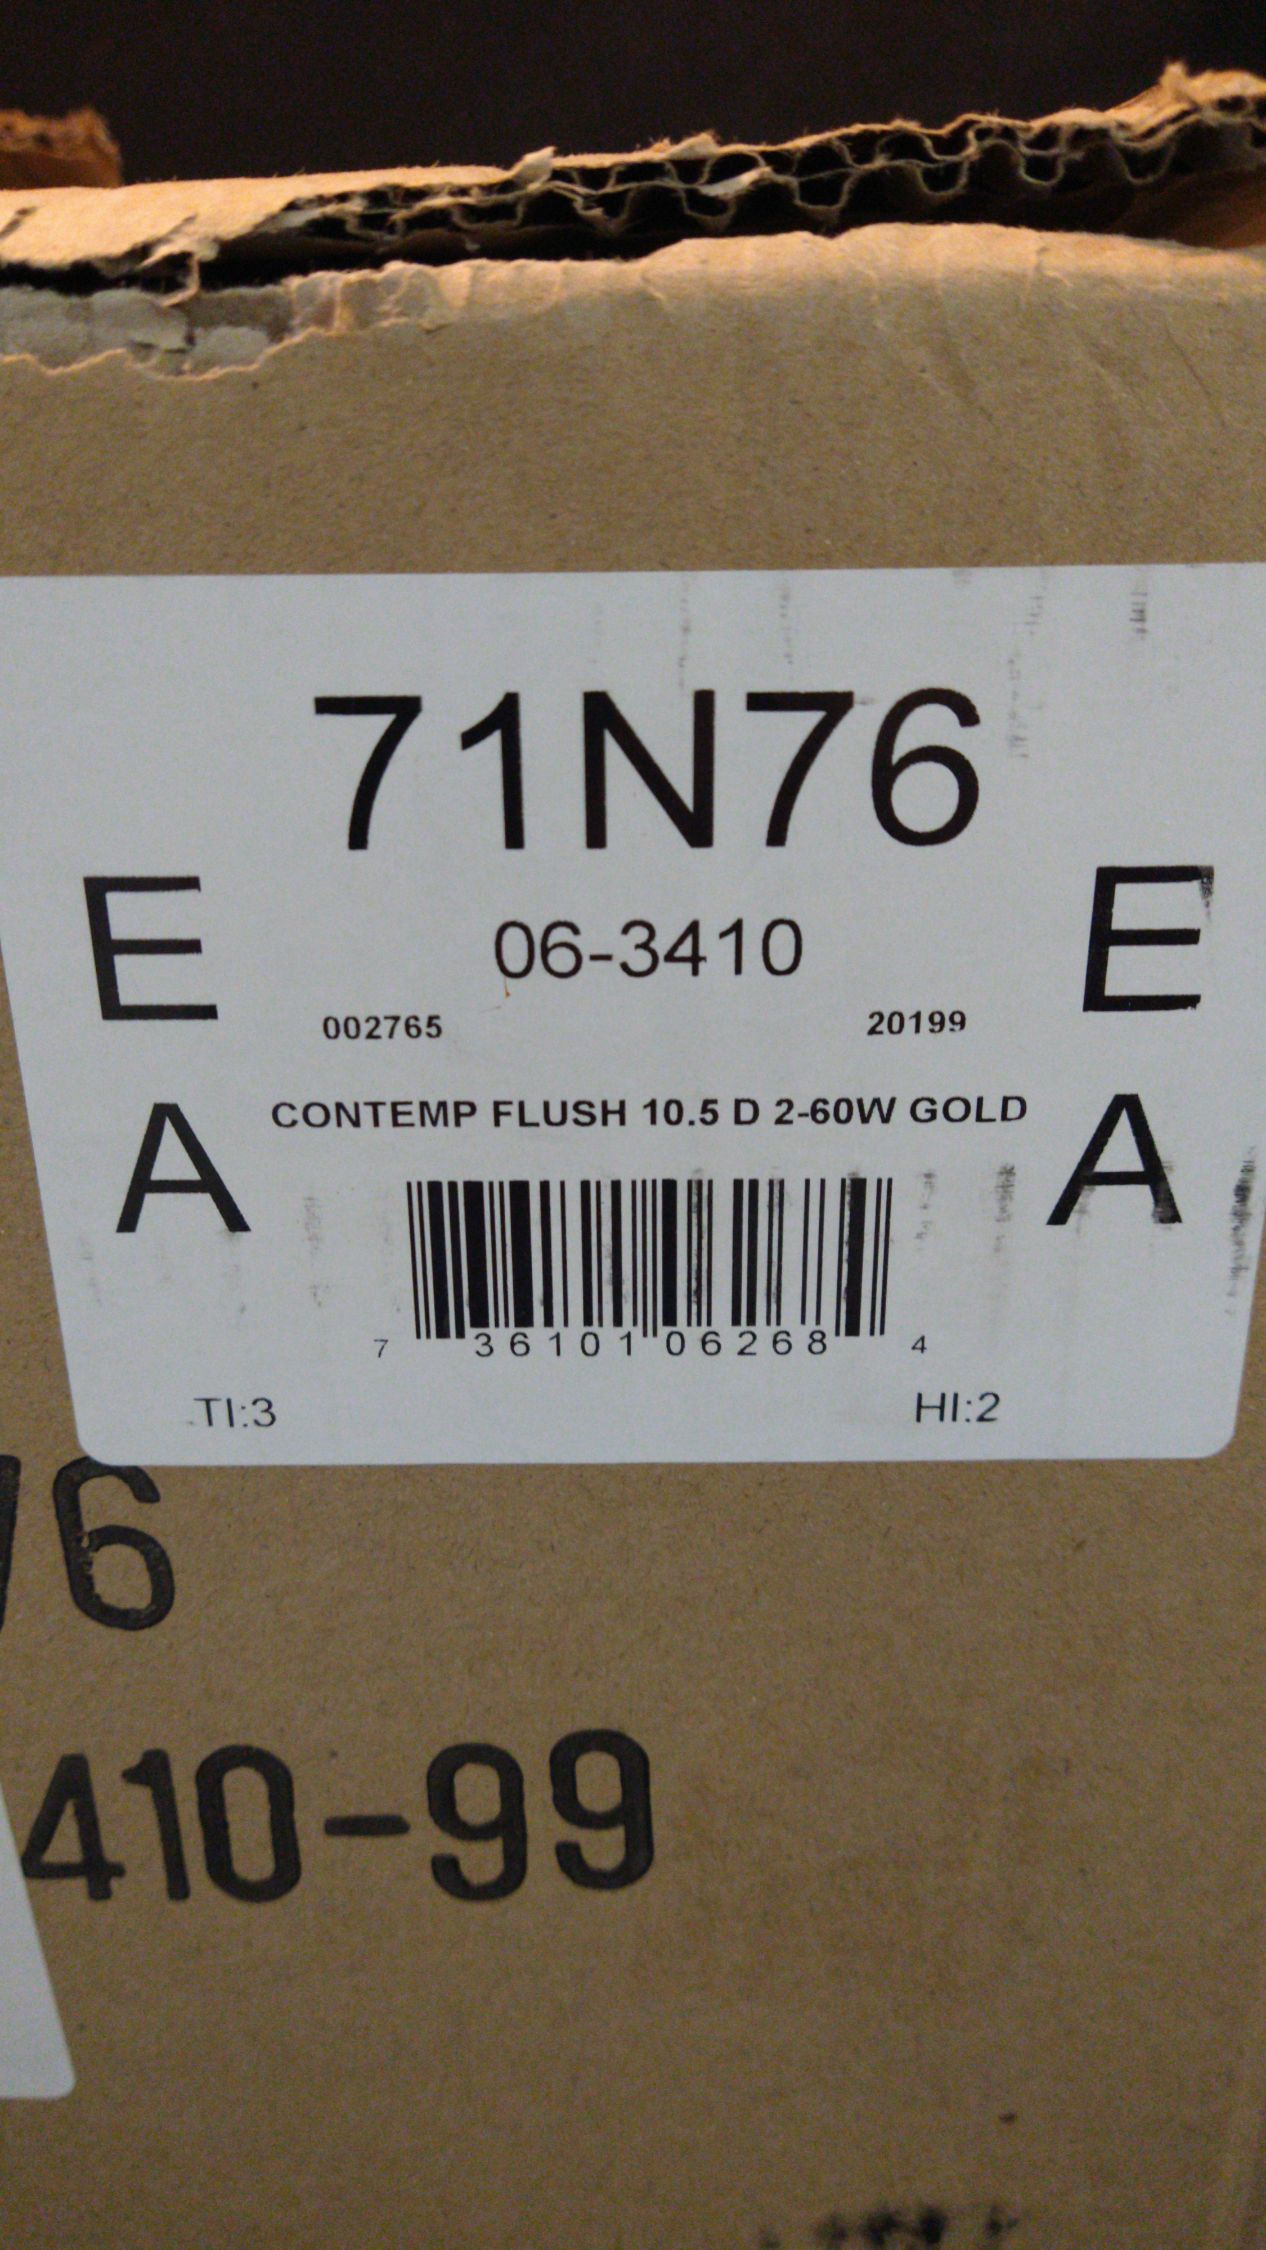 71N76
E E
06-3410
002765 20199
CONTEMP FLUSH 10.5 D 2-60W GOLD
A A
7 36101 06268 4
TI:3 HI:2
6
410-99